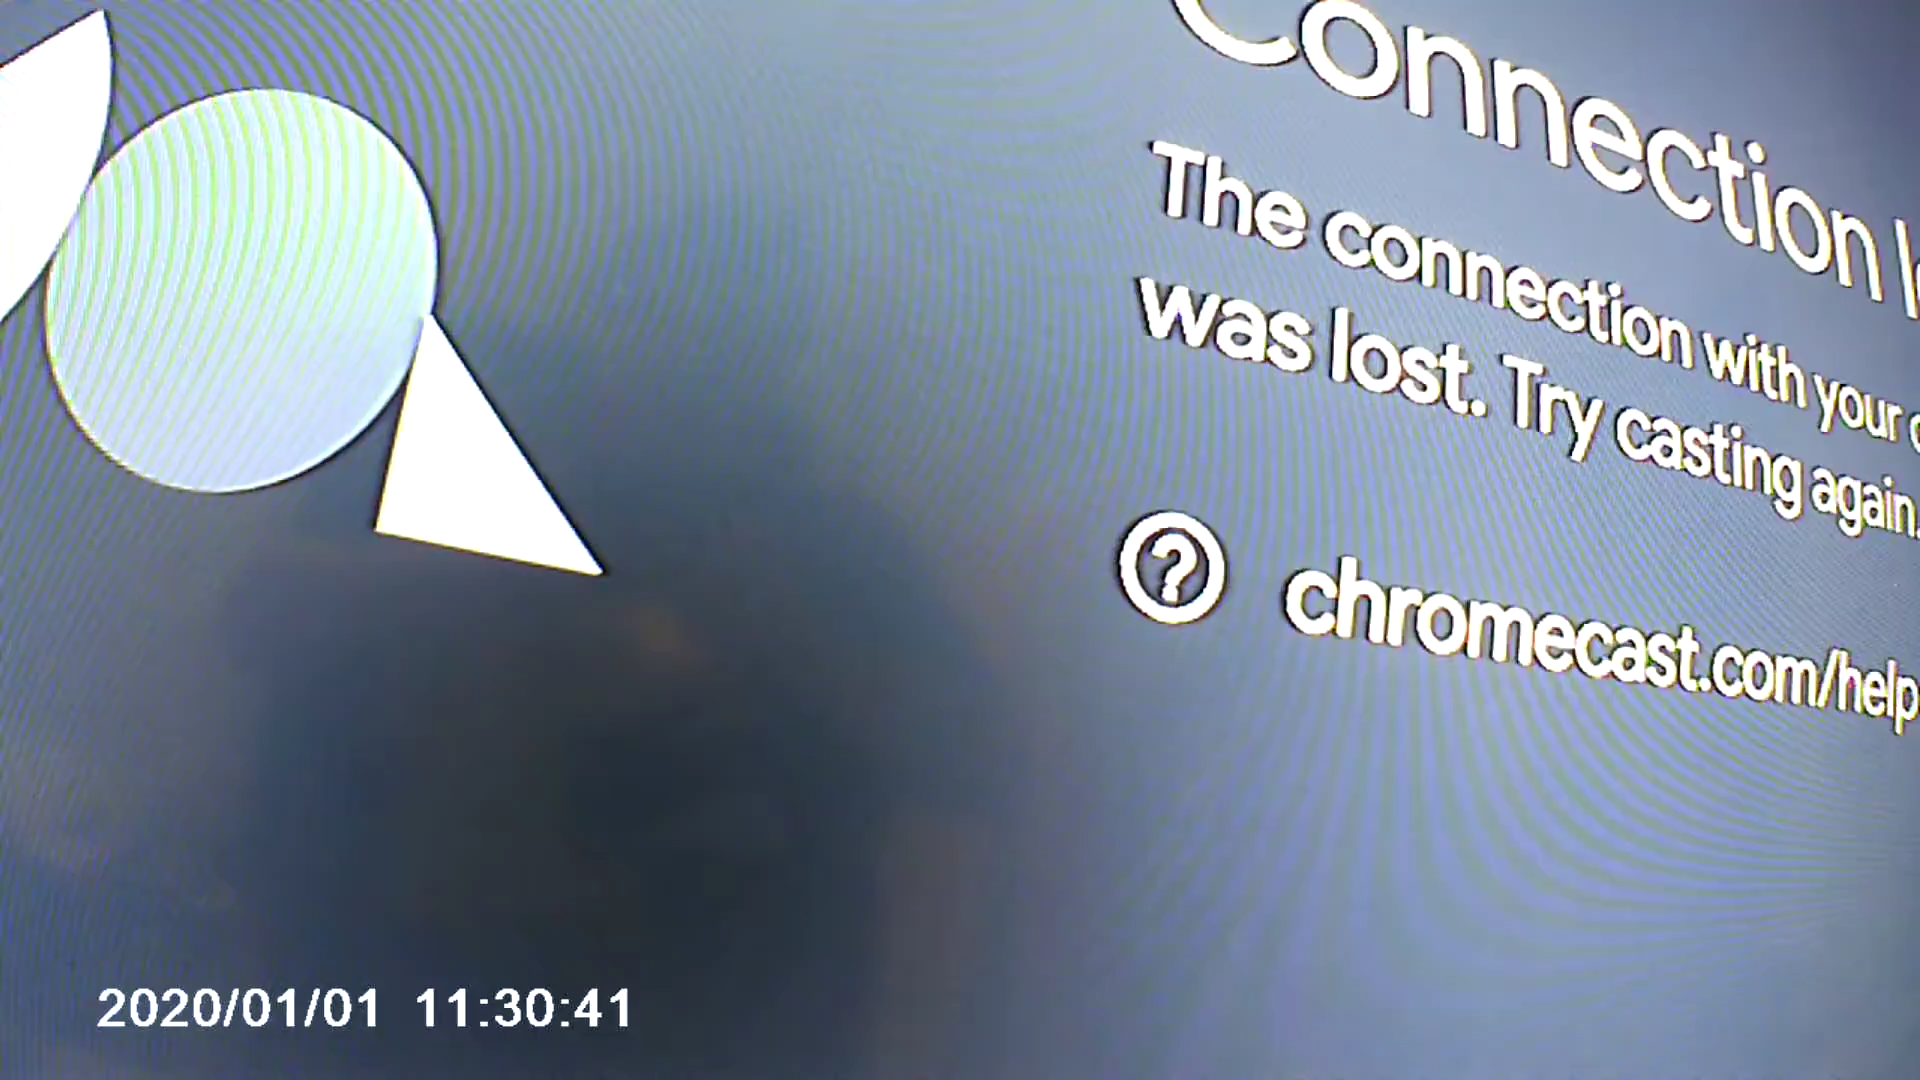 Connection
The connection with your
was lost. Try casting again.
chromecast.com/help
2020/01/01 11:30:41